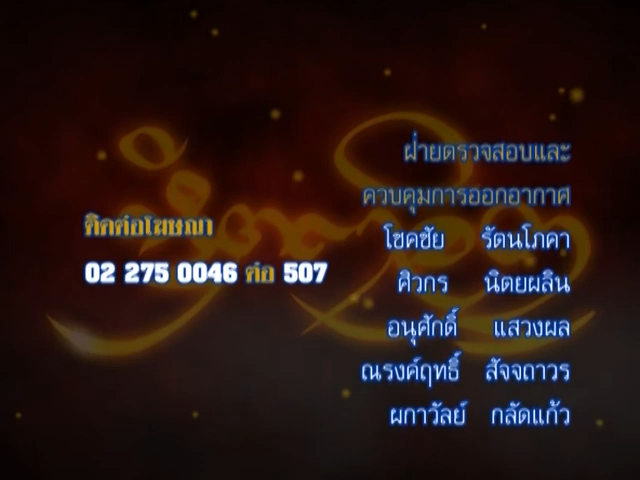 ติดต่อโฆษณา
02 275 0046 ต่อ 507
ฝ่ายตรวจสอบและ
ควบคุมการออกอากาศ
โชคชัย รัตนโภคา
ศิวกร นิตยผลิน
อนุศักดิ์ แสวงผล
ณรงค์ฤทธิ์ สัจจถาวร
ผกาวัลย์ กลัดแก้ว